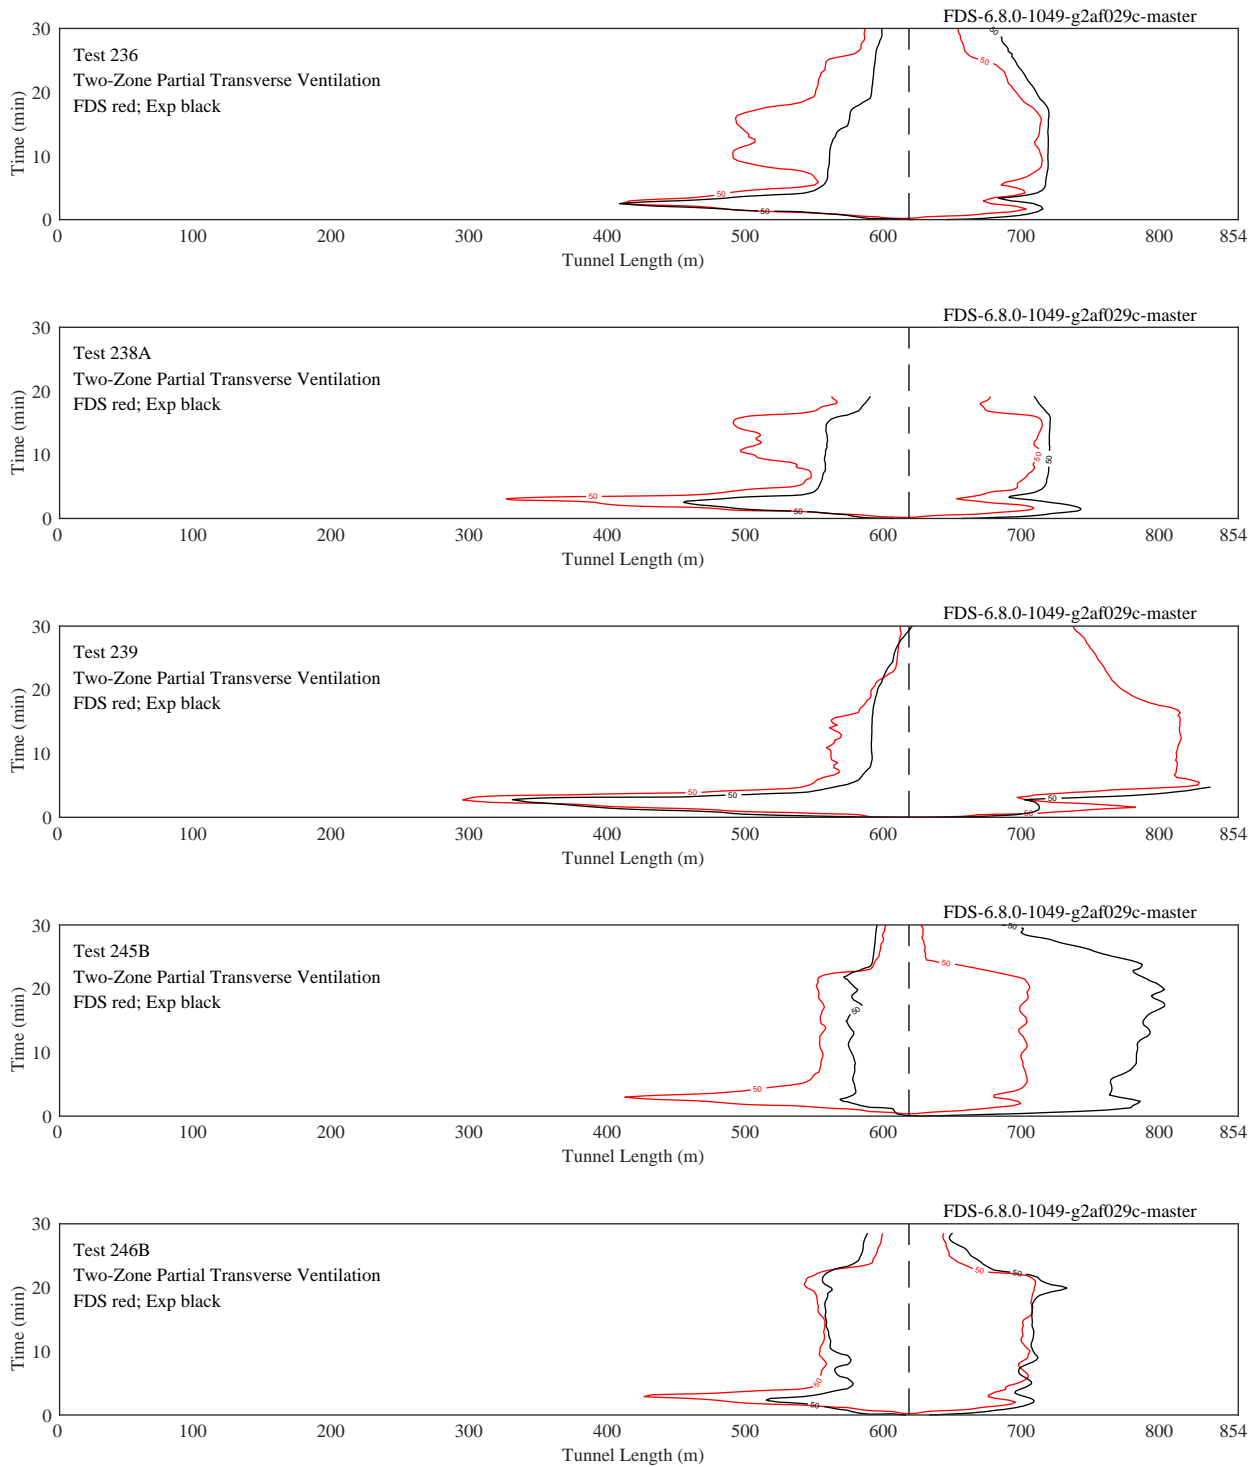 FDS-6.8.0-1049-g2af029c-master
Test 236
Two-Zone Partial Transverse Ventilation
FDS red; Exp black
50
50
50
50
Time (min)
0
10
20
30
0 100 200 300 400 500 600 700 800 854
Tunnel Length (m)
FDS-6.8.0-1049-g2af029c-master
Test 238A
Two-Zone Partial Transverse Ventilation
FDS red; Exp black
50
50
50
50
Time (min)
0
10
20
30
0 100 200 300 400 500 600 700 800 854
Tunnel Length (m)
FDS-6.8.0-1049-g2af029c-master
Test 239
Two-Zone Partial Transverse Ventilation
FDS red; Exp black
50
50
50
50
Time (min)
0
10
20
30
0 100 200 300 400 500 600 700 800 854
Tunnel Length (m)
FDS-6.8.0-1049-g2af029c-master
Test 245B
Two-Zone Partial Transverse Ventilation
FDS red; Exp black
50
50
50
50
Time (min)
0
10
20
30
0 100 200 300 400 500 600 700 800 854
Tunnel Length (m)
FDS-6.8.0-1049-g2af029c-master
Test 246B
Two-Zone Partial Transverse Ventilation
FDS red; Exp black
50
50
50
50
Time (min)
0
10
20
30
0 100 200 300 400 500 600 700 800 854
Tunnel Length (m)